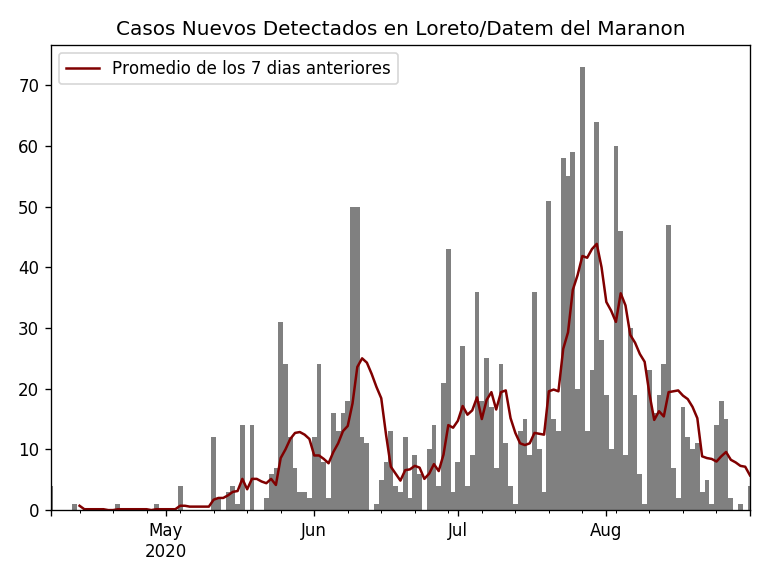 Casos Nuevos Detectados en Loreto/Datem del Maranon
Promedio de los 7 dias anteriores
70
60
50
40
30
20
10
0
May
2020
Jun
Jul
Aug